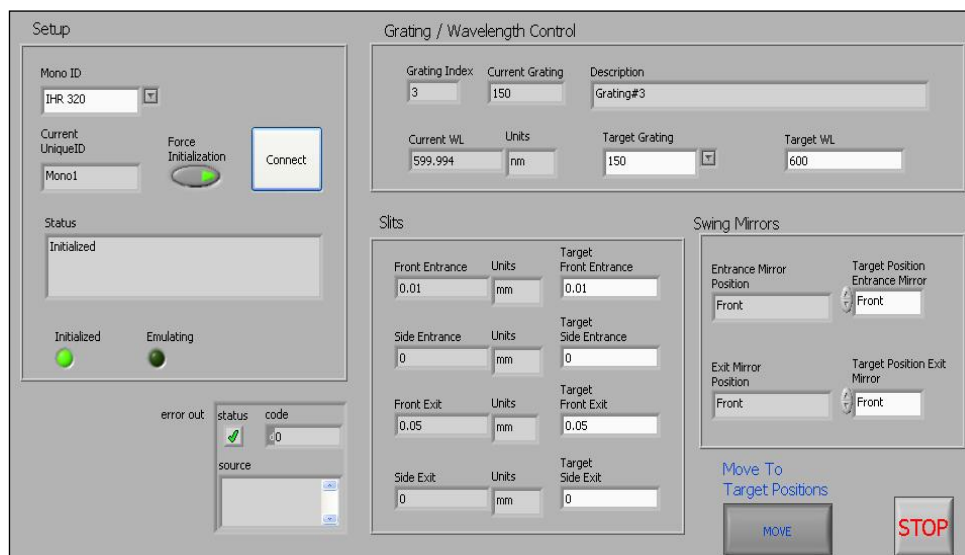 Setup
Mono ID
IHR 320
Current
UniqueID
Mono1
Force
Initialization
Connect
Status
Initialized
Initialized
Emulating
error out
status
code
0
source
Grating / Wavelength Control
Grating Index
Current Grating
Description
3
150
Grating#3
Current WL
Units
Target Grating
Target WL
599.994
nm
150
600
Slits
Front Entrance
Units
Target
Front Entrance
0.01
mm
0.01
Side Entrance
Units
Target
Side Entrance
0
mm
0
Front Exit
Units
Target
Front Exit
0.05
mm
0.05
Side Exit
Units
Target
Side Exit
0
mm
0
Swing Mirrors
Entrance Mirror
Position
Front
Target Position
Entrance Mirror
Front
Exit Mirror
Position
Front
Target Position Exit
Mirror
Front
Move To
Target Positions
MOVE
STOP